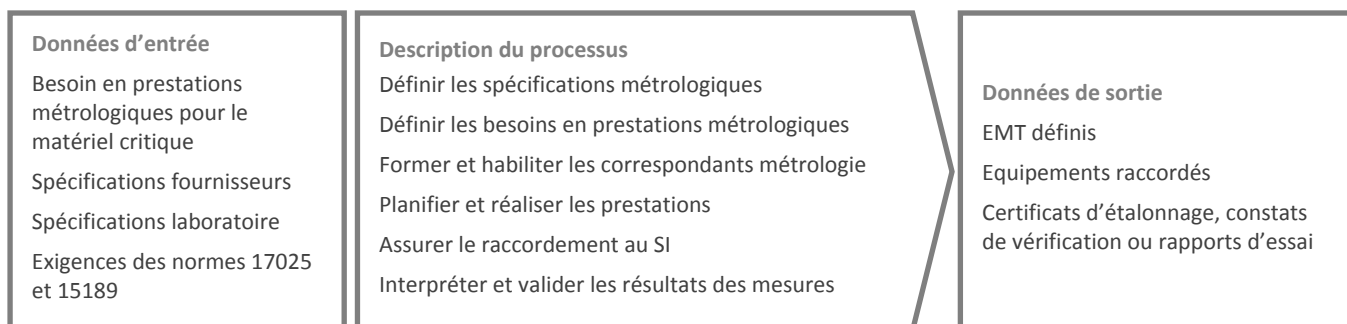 Données d’entrée
Besoin en prestations
métrologiques pour le
matériel critique
Spécifications fournisseurs
Spécifications laboratoire
Exigences des normes 17025
et 15189
Description du processus
Définir les spécifications métrologiques
Définir les besoins en prestations métrologiques
Former et habiliter les correspondants métrologie
Planifier et réaliser les prestations
Assurer le raccordement au SI
Interpréter et valider les résultats des mesures
Données de sortie
EMT définis
Equipements raccordés
Certificats d’étalonnage, constats
de vérification ou rapports d’essai